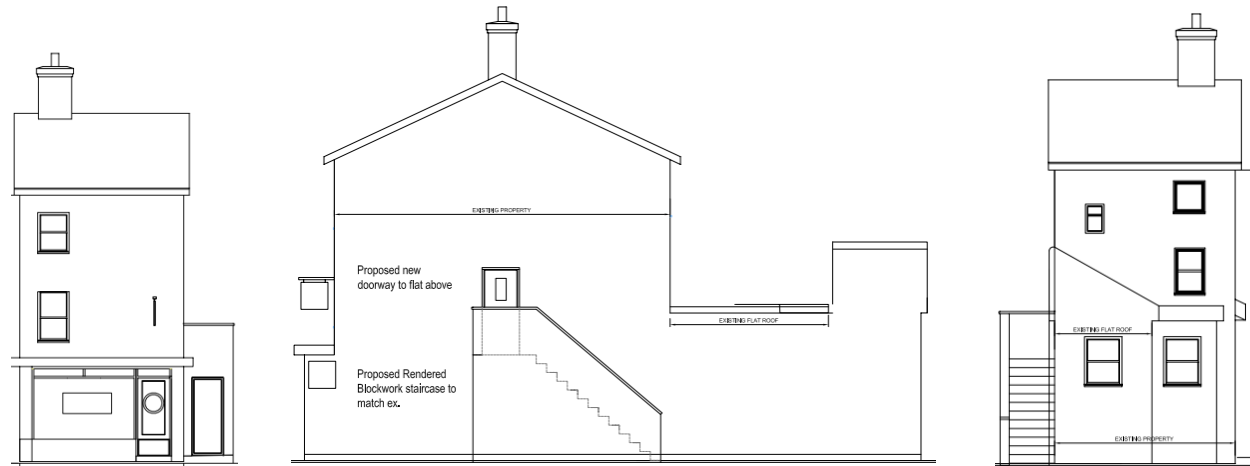 EXISTING PROPERTY
Proposed new
doorway to flat above
EXISTING FLAT ROOF
Proposed Rendered
Blockwork staircase to
match ex.
EXISTING FLAT ROOF
EXISTING PROPERTY